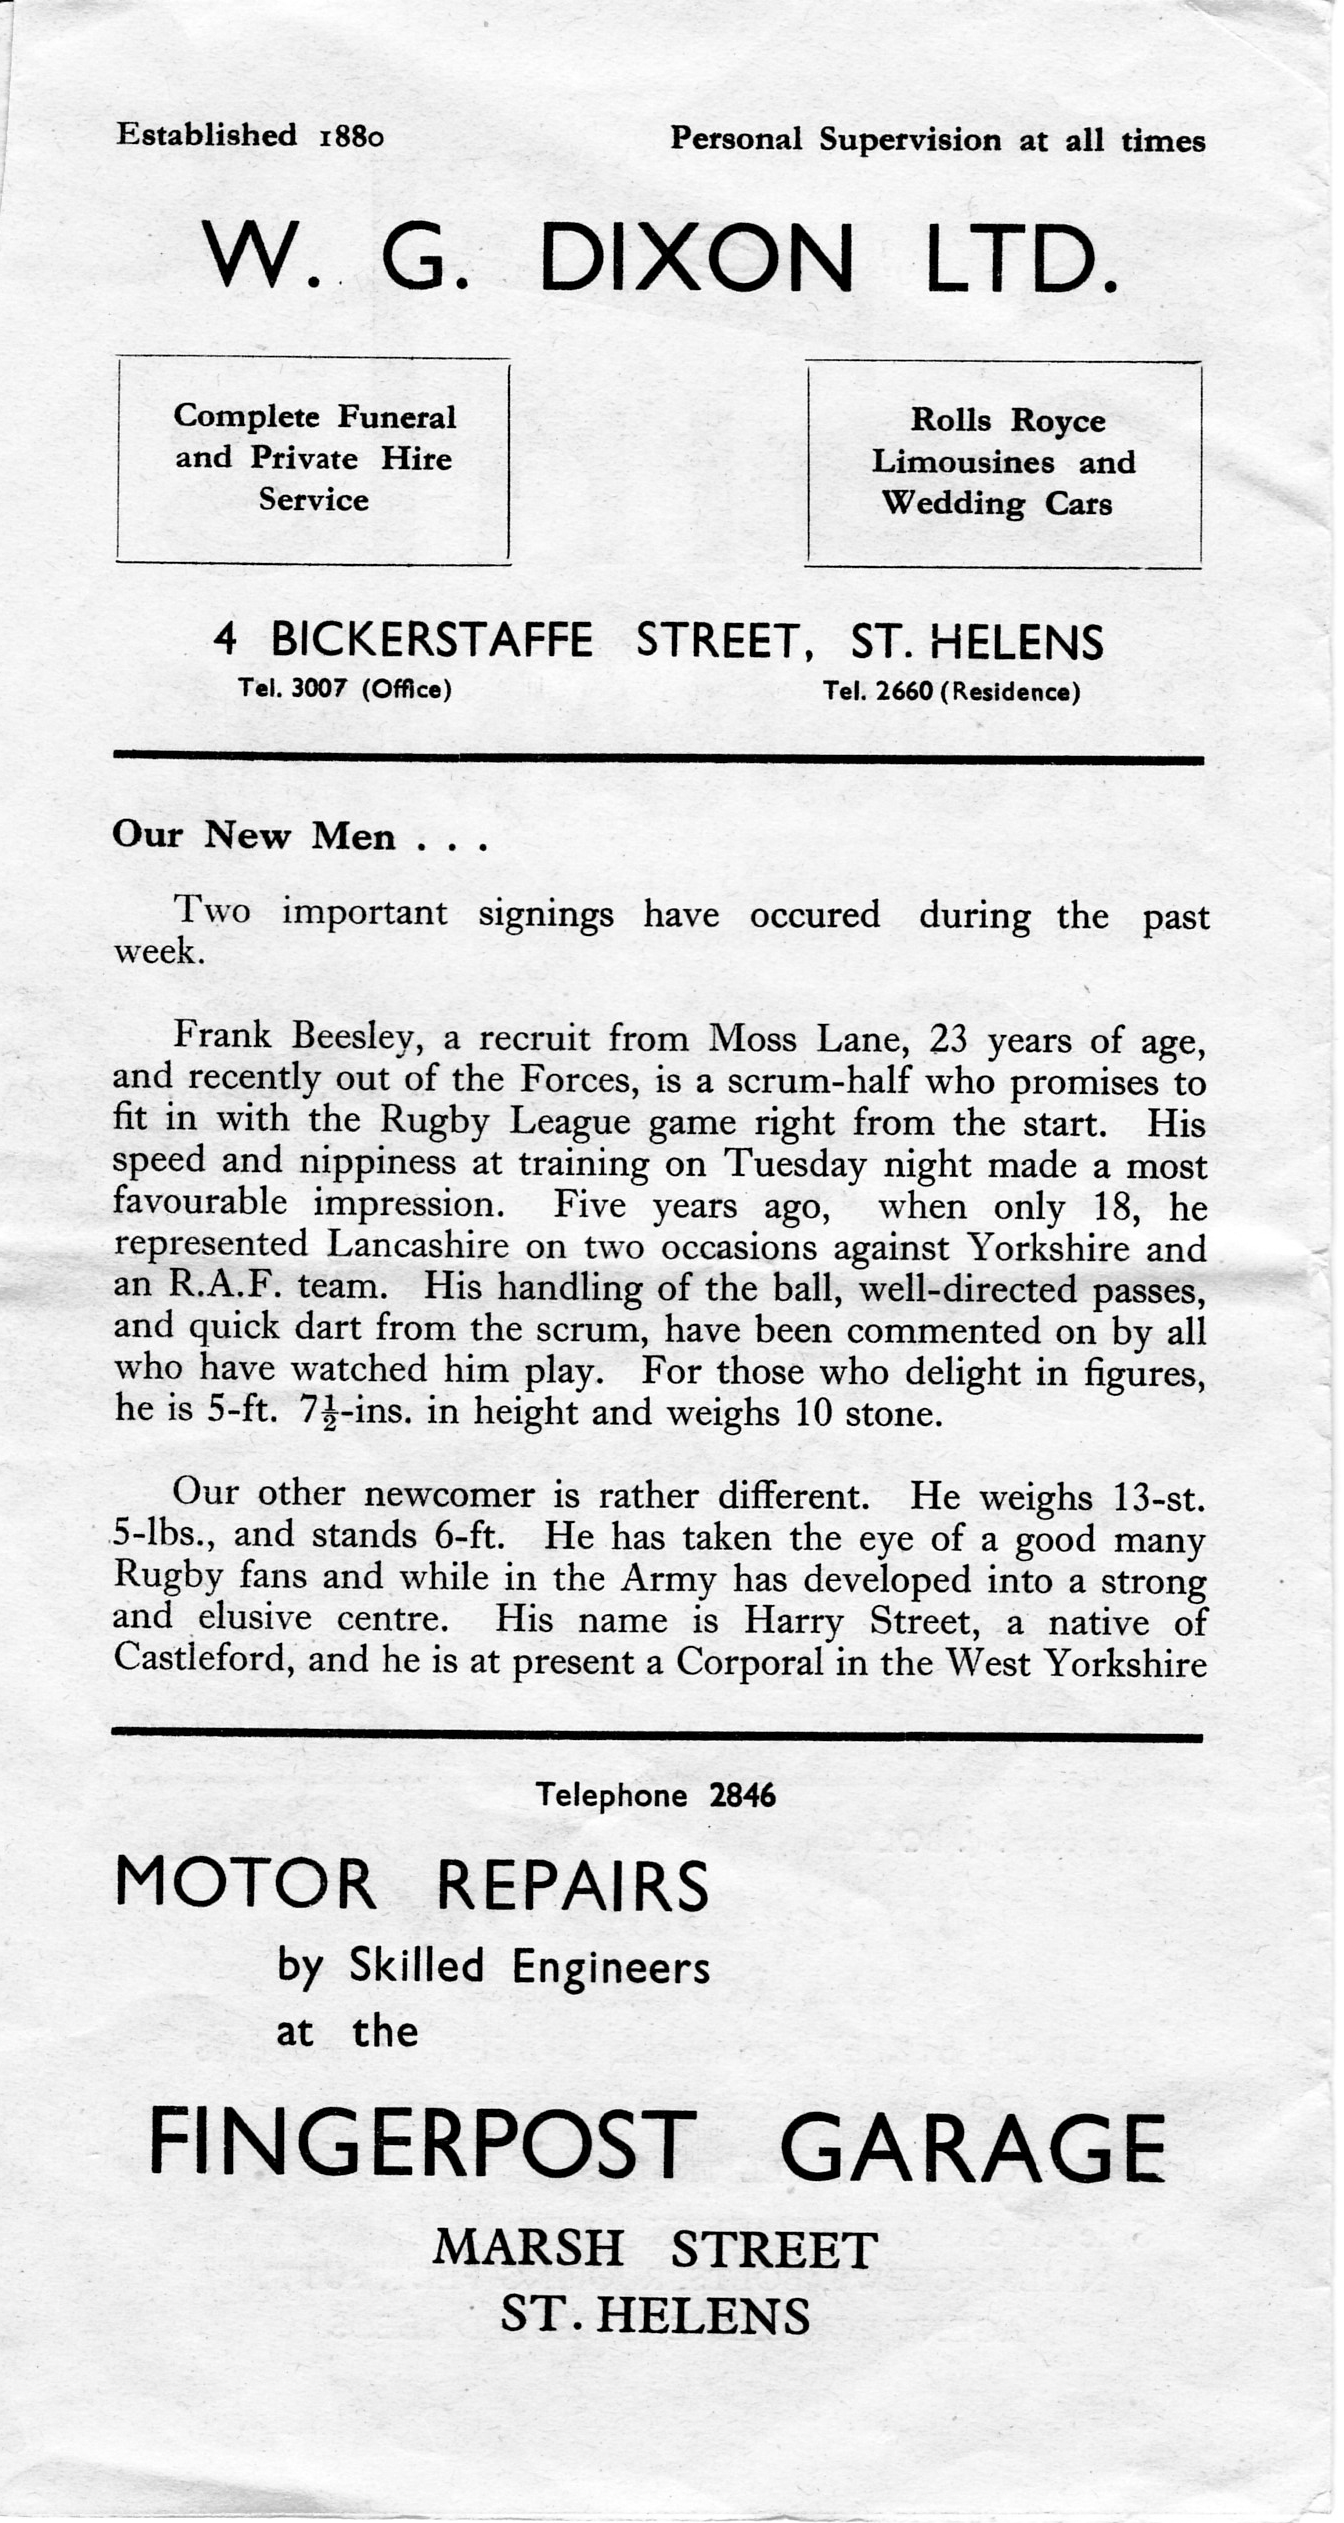 Established 1880 Personal Supervision at all times
W. G. DIXON LTD.
Complete Funeral
and Private Hire
Service
Rolls Royce
Limousines and
Wedding Cars
4 BICKERSTAFFE STREET, ST. HELENS
Tel. 3007 (Office) Tel. 2660 (Residence)
Our New Men . . .
Two important signings have occured during the past
week.
Frank Beesley, a recruit from Moss Lane, 23 years of age,
and recently out of the Forces, is a scrum-half who promises to
fit in with the Rugby League game right from the start. His
speed and nippiness at training on Tuesday night made a most
favourable impression. Five years ago, when only 18, he
represented Lancashire on two occasions against Yorkshire and
an R.A.F. team. His handling of the ball, well-directed passes,
and quick dart from the scrum, have been commented on by all
who have watched him play. For those who delight in figures,
he is 5-ft. 7½-ins. in height and weighs 10 stone.
Our other newcomer is rather different. He weighs 13-st.
5-lbs., and stands 6-ft. He has taken the eye of a good many
Rugby fans and while in the Army has developed into a strong
and elusive centre. His name is Harry Street, a native of
Castleford, and he is at present a Corporal in the West Yorkshire
Telephone 2846
MOTOR REPAIRS
by Skilled Engineers
at the
FINGERPOST GARAGE
MARSH STREET
ST. HELENS